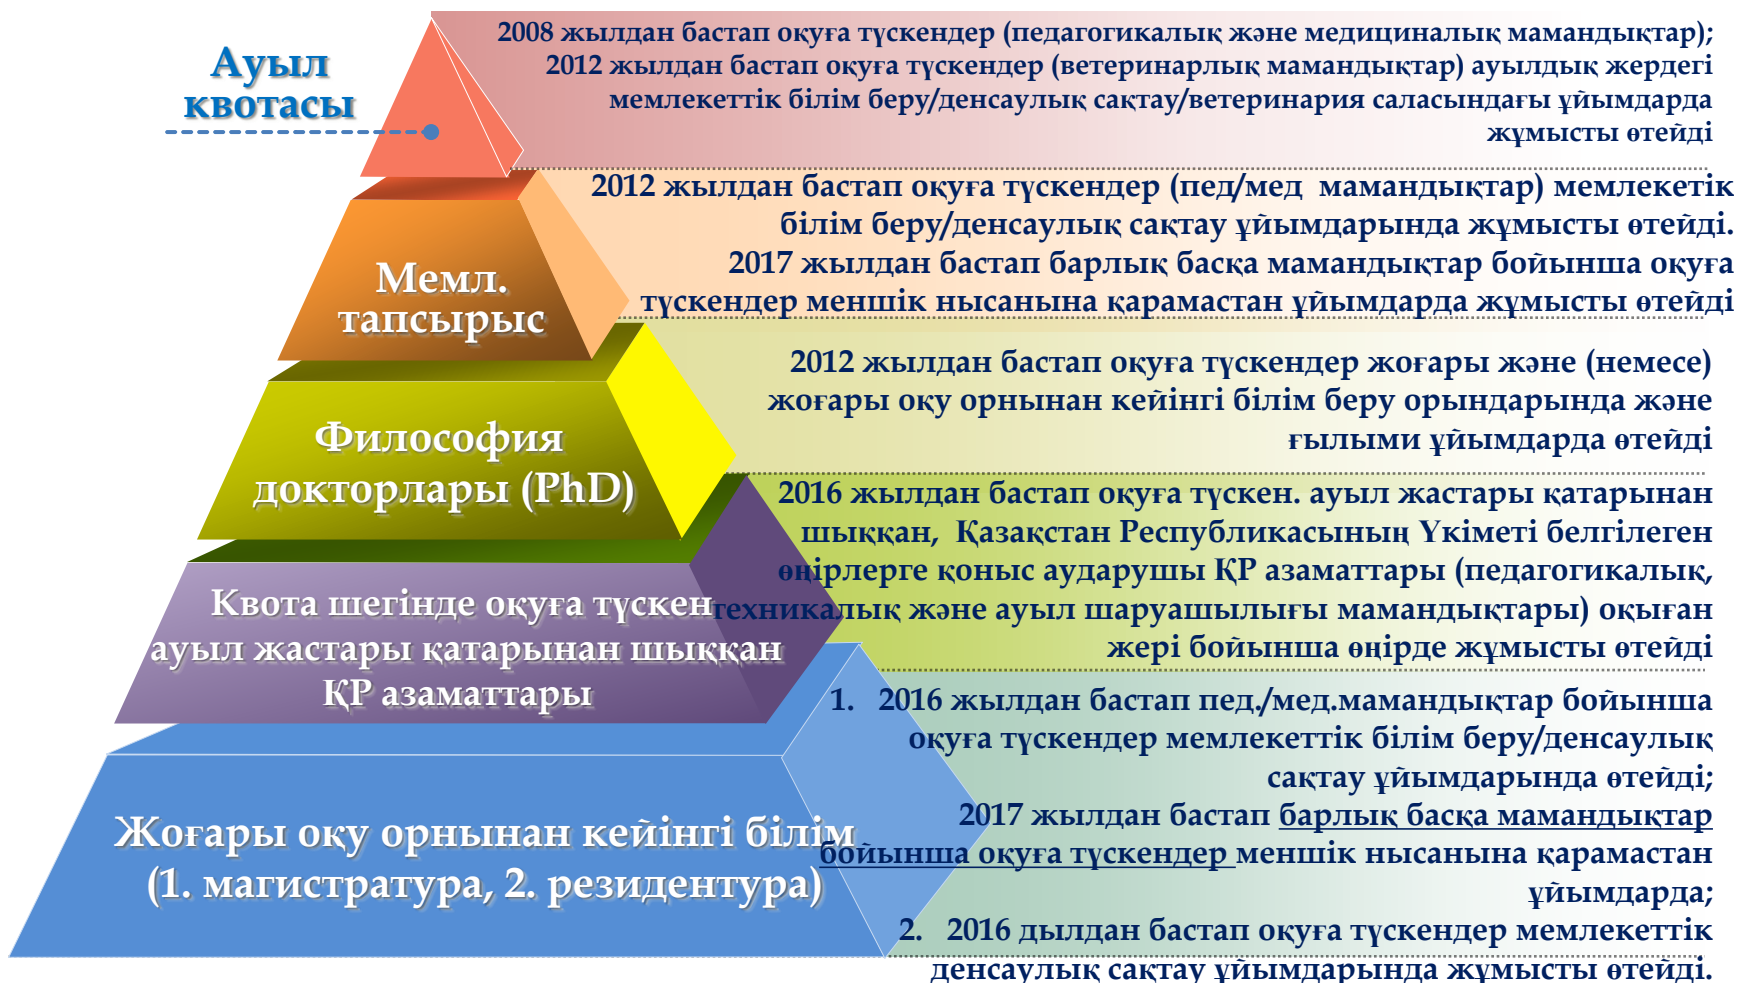 Ауыл
квотасы
2008 жылдан бастап оқуға түскендер (педагогикалық және медициналық мамандықтар);
2012 жылдан бастап оқуға түскендер (ветеринарлық мамандықтар) ауылдық жердегі
мемлекеттік білім беру/денсаулық сақтау/ветеринария саласындағы ұйымдарда
жұмысты өтейді
Мемл.
тапсырыс
2012 жылдан бастап оқуға түскендер (пед/мед мамандықтар) мемлекетік
білім беру/денсаулық сақтау ұйымдарында жұмысты өтейді.
2017 жылдан бастап барлық басқа мамандықтар бойынша оқуға
түскендер меншік нысанына қарамастан ұйымдарда жұмысты өтейді
Философия
докторлары (PhD)
2012 жылдан бастап оқуға түскендер жоғары және (немесе)
жоғары оқу орнынан кейінгі білім беру орындарында және
ғылыми ұйымдарда өтейді
Квота шегінде оқуға түскен
ауыл жастары қатарынан шыққан
ҚР азаматтары
2016 жылдан бастап оқуға түскен. ауыл жастары қатарынан
шыққан, Қазақстан Республикасының Үкіметі белгілеген
өңірлерге қоныс аударушы ҚР азаматтары (педагогикалық,
техникалық және ауыл шаруашылығы мамандықтары) оқыған
жері бойынша өңірде жұмысты өтейді
Жоғары оқу орнынан кейінгі білім
(1. магистратура, 2. резидентура)
1. 2016 жылдан бастап пед./мед.мамандықтар бойынша
оқуға түскендер мемлекеттік білім беру/денсаулық
сақтау ұйымдарында өтейді;
2017 жылдан бастап барлық басқа мамандықтар
бойынша оқуға түскендер меншік нысанына қарамастан
ұйымдарда;
2. 2016 дылдан бастап оқуға түскендер мемлекеттік
денсаулық сақтау ұйымдарында жұмысты өтейді.